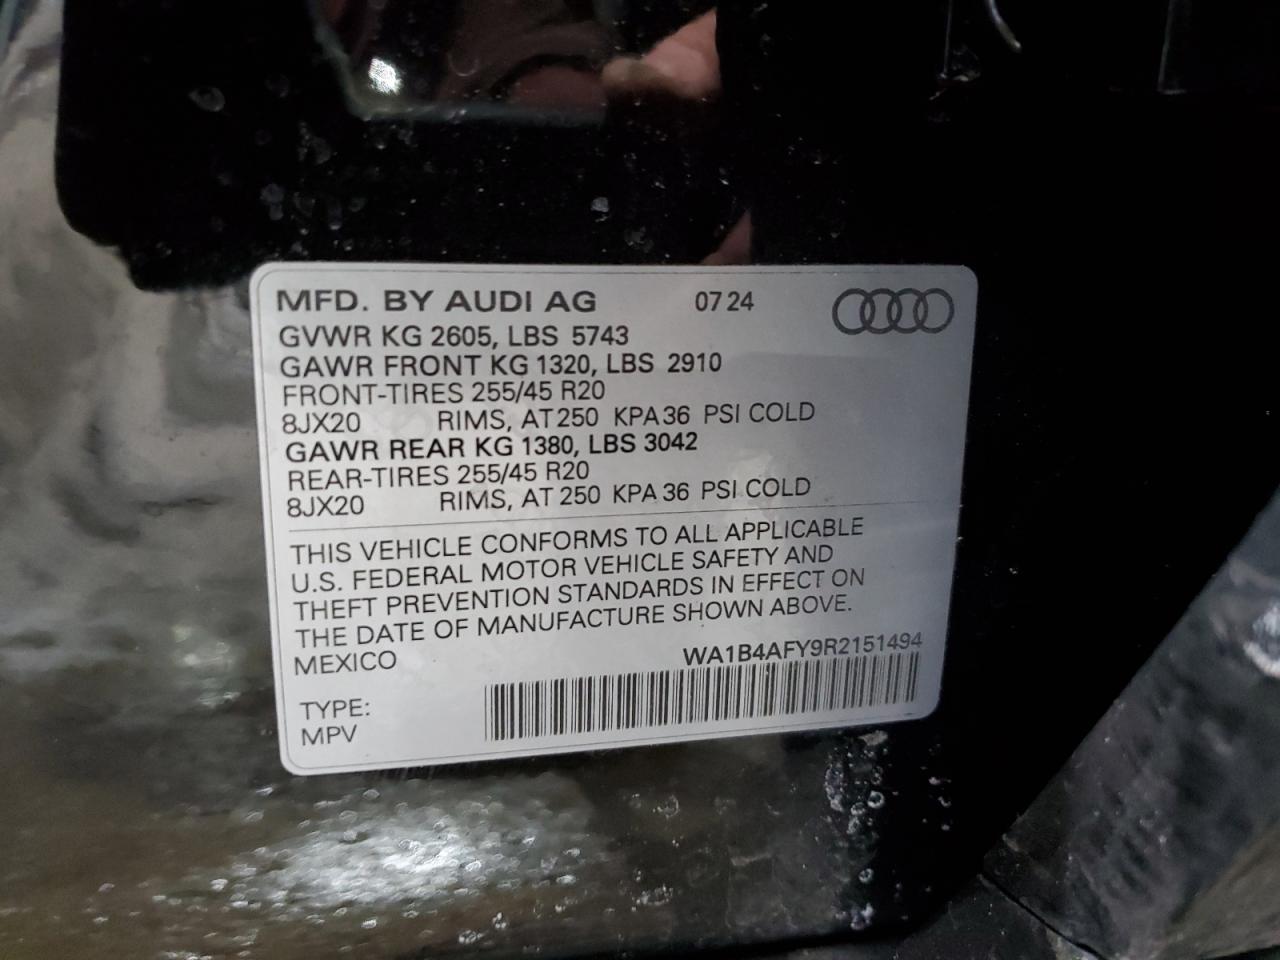 MFD. BY AUDI AG 07 24
GVWR KG 2605, LBS 5743
GAWR FRONT KG 1320, LBS 2910
FRONT-TIRES 255/45 R20
8JX20 RIMS, AT 250 KPA 36 PSI COLD
GAWR REAR KG 1380, LBS 3042
REAR-TIRES 255/45 R20
8JX20 RIMS, AT 250 KPA 36 PSI COLD
THIS VEHICLE CONFORMS TO ALL APPLICABLE
U.S. FEDERAL MOTOR VEHICLE SAFETY AND
THEFT PREVENTION STANDARDS IN EFFECT ON
THE DATE OF MANUFACTURE SHOWN ABOVE.
MEXICO WA1B4AFY9R2151494
TYPE:
MPV